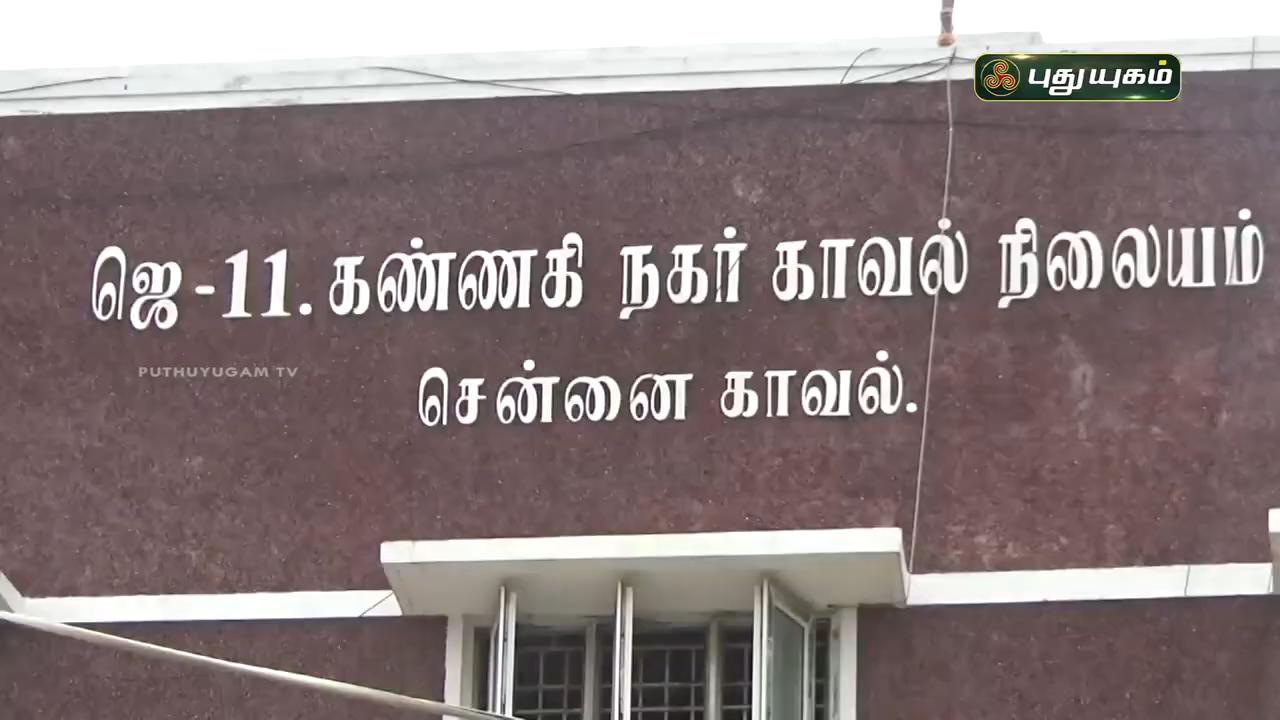 புதுயுகம்
ஜெ-11. கண்ணகி நகர் காவல் நிலையம்
PUTHUYUGAM TV
சென்னை காவல்.